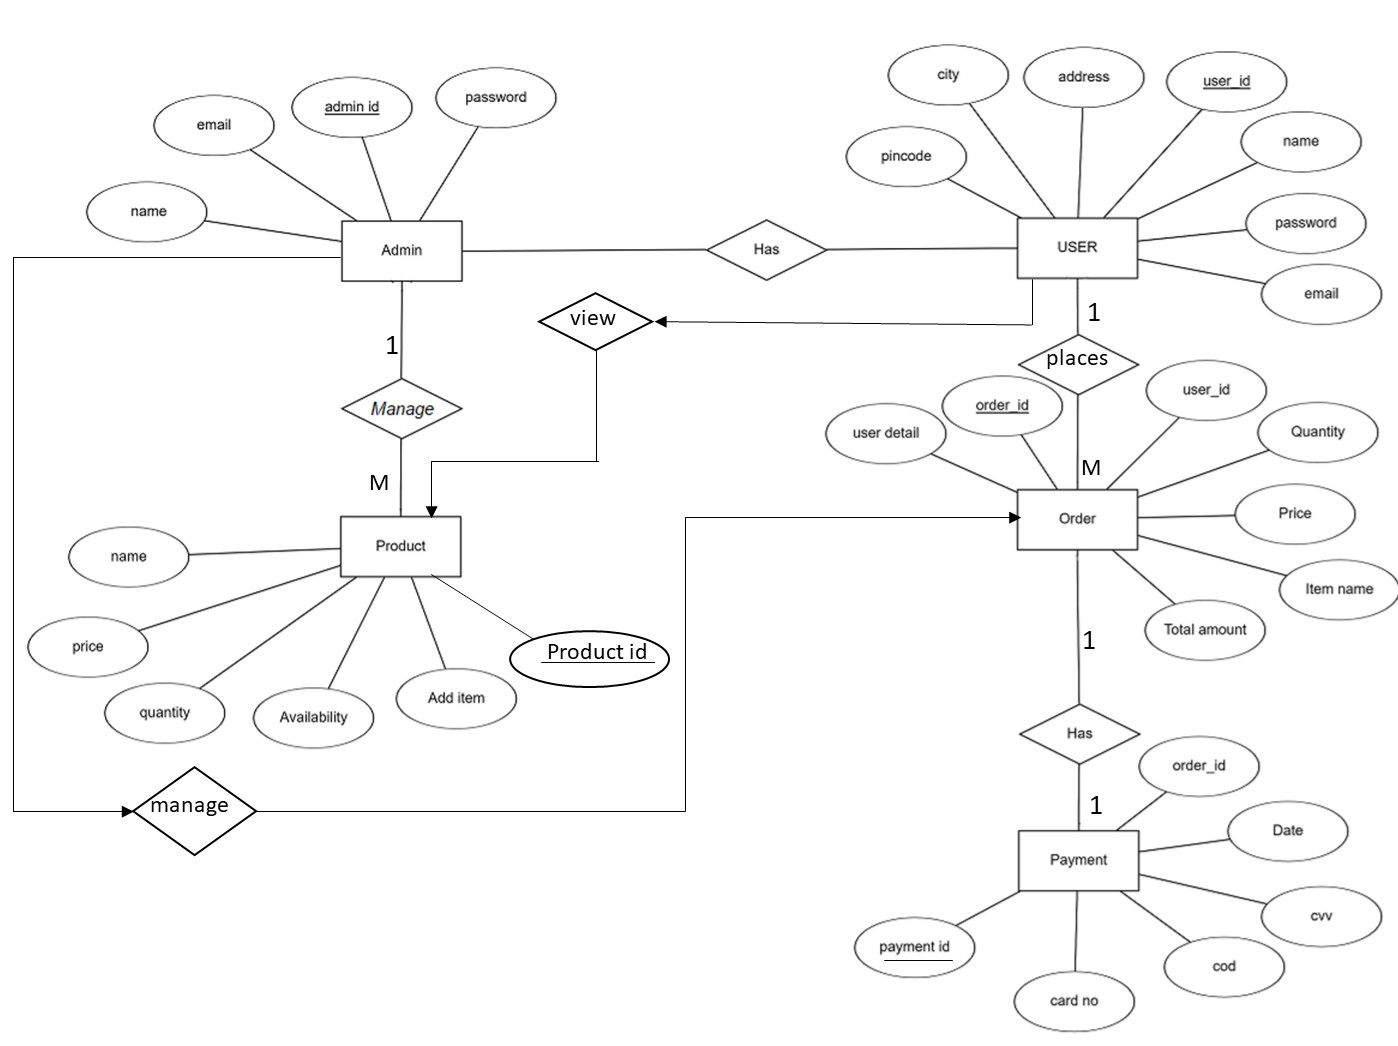 city
address
user_id
password
admin id
email
name
pincode
name
password
email
Admin
Has
USER
view
1
1
places
Manage
user_id
order_id
user detail
Quantity
M
M
Price
Order
Product
name
Item name
Total amount
1
price
Product id
quantity
Availability
Add item
Has
order_id
manage
1
Date
Payment
cvv
payment id
cod
card no